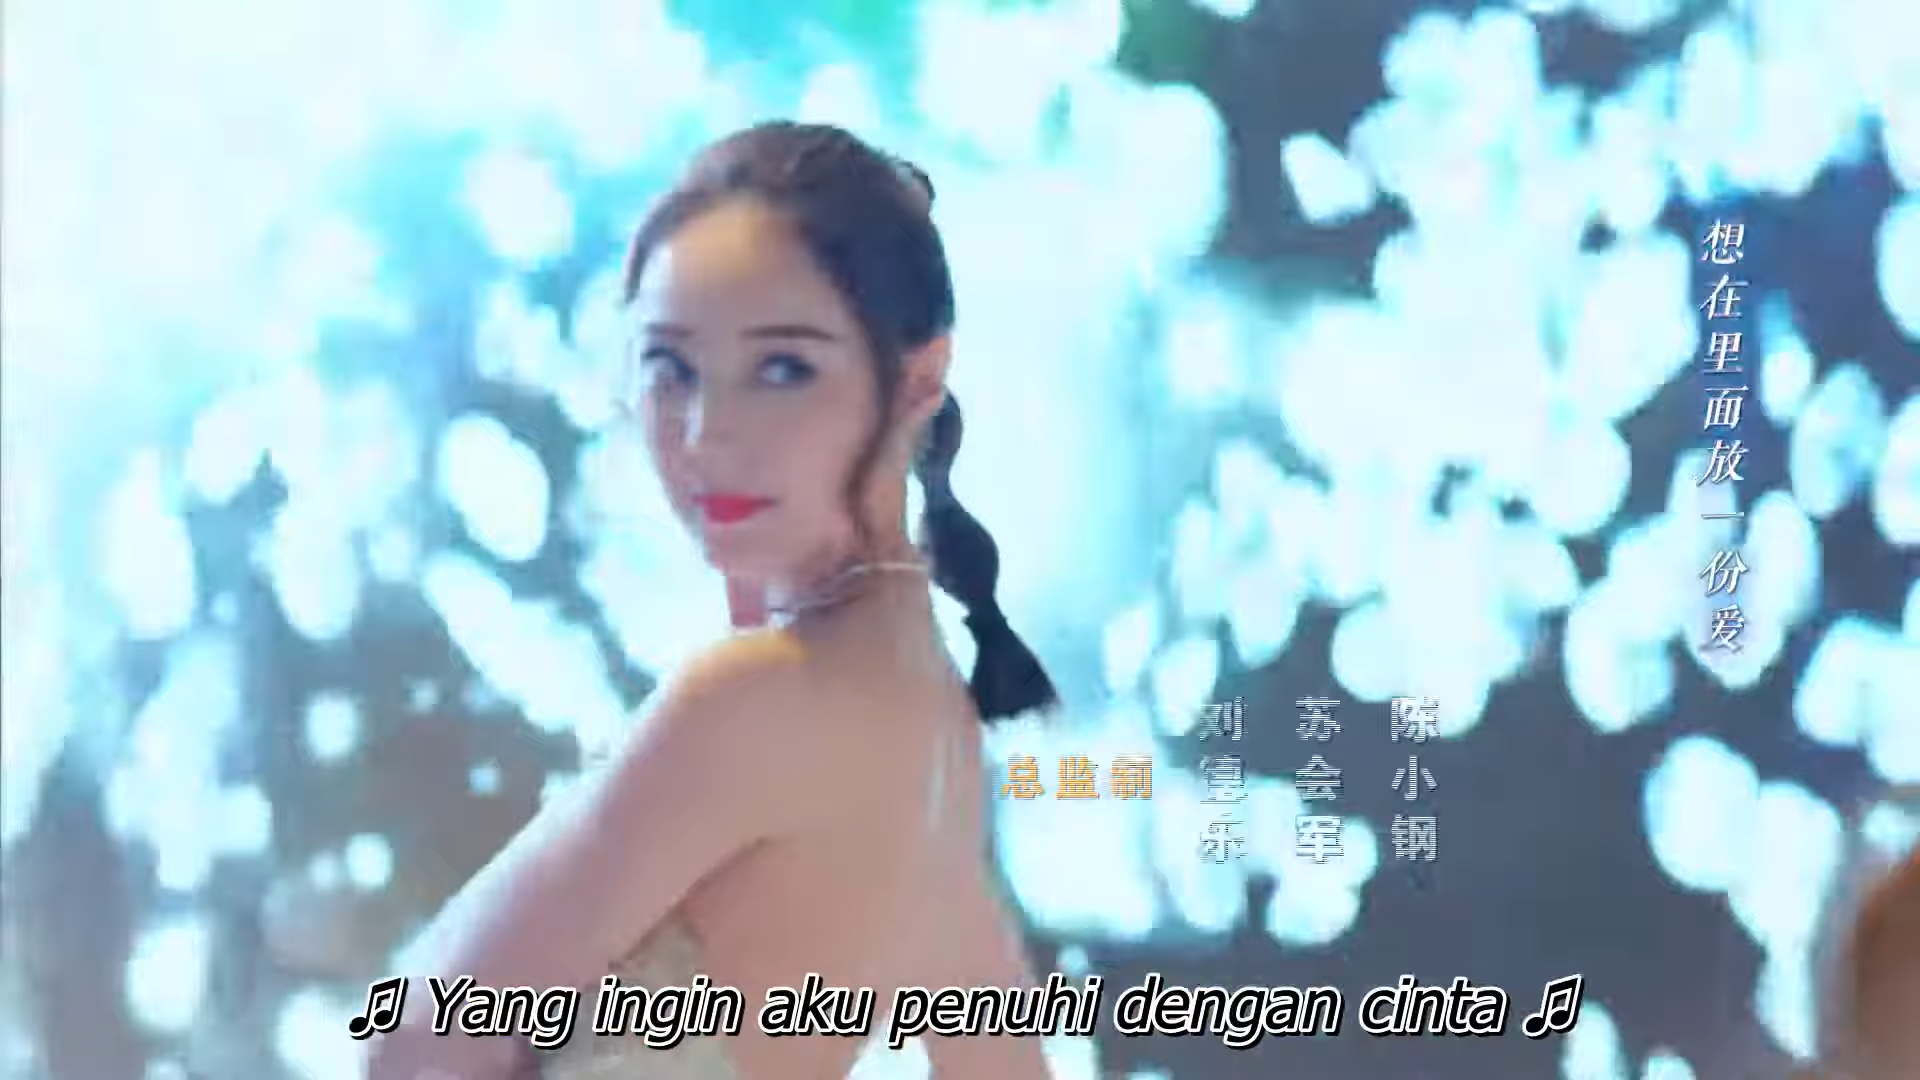 想在里面放一份爱
总监制
刘德乐
苏会军
陈小钢
♫ Yang ingin aku penuhi dengan cinta ♫